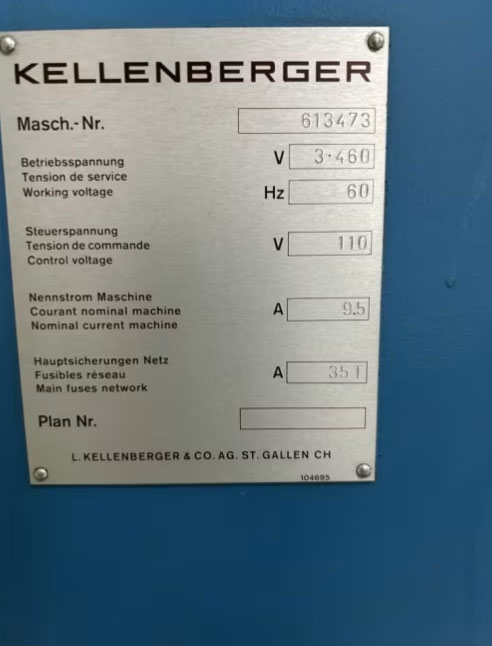 KELLENBERGER
Masch.-Nr. 613473
Betriebsspannung
Tension de service V 3·460
Working voltage Hz 60
Steuerspannung
Tension de commande V 110
Control voltage
Nennstrom Maschine
Courant nominal machine A 9.5
Nominal current machine
Hauptsicherungen Netz
Fusibles réseau A 35 T
Main fuses network
Plan Nr.
L. KELLENBERGER & CO. AG. ST. GALLEN CH
104695